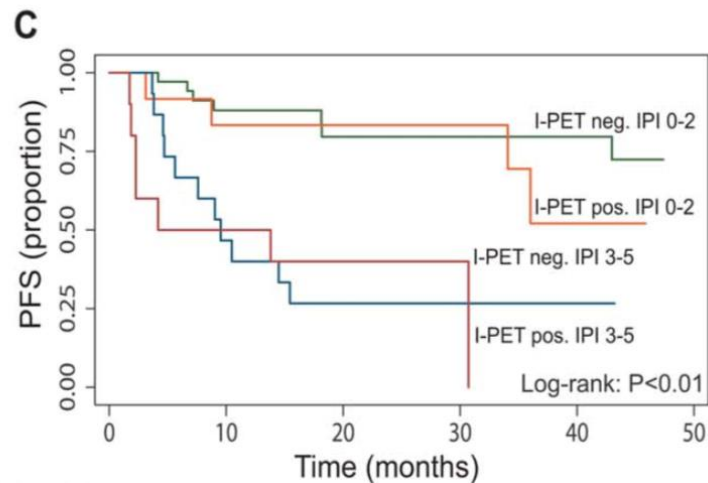 C
1.00
0.75
0.50
0.25
0.00
PFS (proportion)
I-PET neg. IPI 0-2
I-PET pos. IPI 0-2
I-PET neg. IPI 3-5
I-PET pos. IPI 3-5
Log-rank: P<0.01
0 10 20 30 40 50
Time (months)